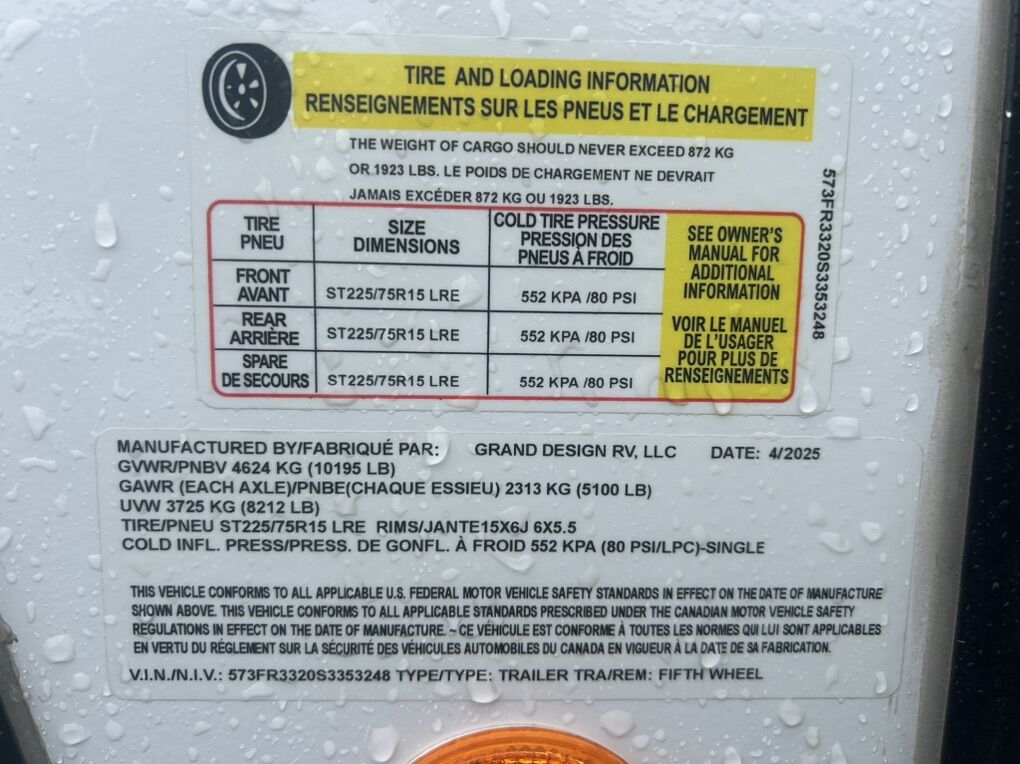 TIRE AND LOADING INFORMATION
RENSEIGNEMENTS SUR LES PNEUS ET LE CHARGEMENT
THE WEIGHT OF CARGO SHOULD NEVER EXCEED 872 KG
OR 1923 LBS. LE POIDS DE CHARGEMENT NE DEVRAIT
JAMAIS EXCÉDER 872 KG OU 1923 LBS.
TIRE
PNEU
SIZE
DIMENSIONS
COLD TIRE PRESSURE
PRESSION DES
PNEUS À FROID
FRONT
AVANT
ST225/75R15 LRE
552 KPA /80 PSI
REAR
ARRIÈRE
ST225/75R15 LRE
552 KPA /80 PSI
SPARE
DE SECOURS
ST225/75R15 LRE
552 KPA /80 PSI
SEE OWNER'S
MANUAL FOR
ADDITIONAL
INFORMATION
VOIR LE MANUEL
DE L'USAGER
POUR PLUS DE
RENSEIGNEMENTS
573FR3320S3353248
MANUFACTURED BY/FABRIQUÉ PAR: GRAND DESIGN RV, LLC DATE: 4/2025
GVWR/PNBV 4624 KG (10195 LB)
GAWR (EACH AXLE)/PNBE(CHAQUE ESSIEU) 2313 KG (5100 LB)
UVW 3725 KG (8212 LB)
TIRE/PNEU ST225/75R15 LRE RIMS/JANTE15X6J 6X5.5
COLD INFL. PRESS/PRESS. DE GONFL. À FROID 552 KPA (80 PSI/LPC)-SINGLE
THIS VEHICLE CONFORMS TO ALL APPLICABLE U.S. FEDERAL MOTOR VEHICLE SAFETY STANDARDS IN EFFECT ON THE DATE OF MANUFACTURE
SHOWN ABOVE. THIS VEHICLE CONFORMS TO ALL APPLICABLE STANDARDS PRESCRIBED UNDER THE CANADIAN MOTOR VEHICLE SAFETY
REGULATIONS IN EFFECT ON THE DATE OF MANUFACTURE. ~ CE VÉHICULE EST CONFORME À TOUTES LES NORMES QUI LUI SONT APPLICABLES
EN VERTU DU RÉGLEMENT SUR LA SÉCURITÉ DES VÉHICULES AUTOMOBILES DU CANADA EN VIGUEUR À LA DATE DE SA FABRICATION.
V.I.N./N.I.V.: 573FR3320S3353248 TYPE/TYPE: TRAILER TRA/REM: FIFTH WHEEL